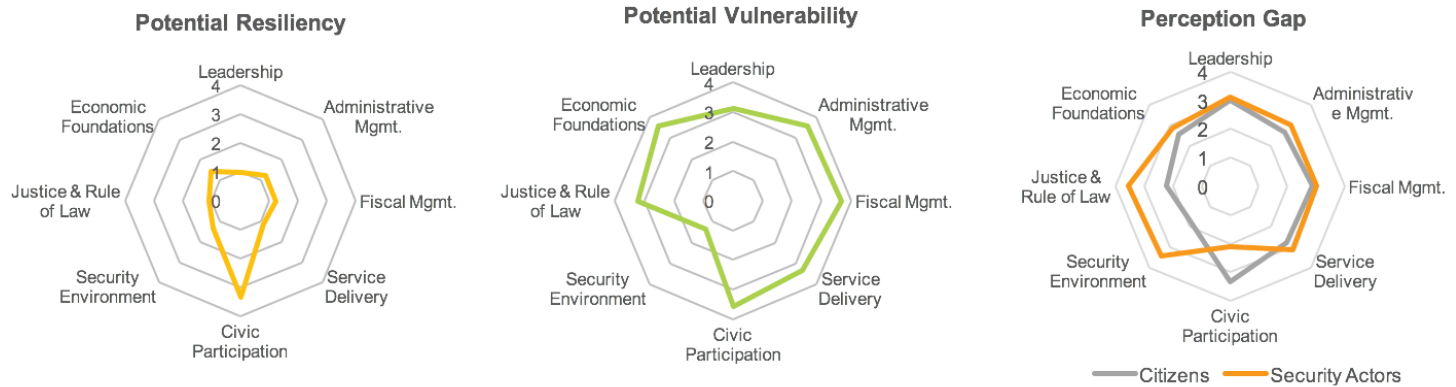 Potential Resiliency
Leadership
4
3
2
1
0
Administrative
Mgmt.
Fiscal Mgmt.
Service
Delivery
Civic
Participation
Security
Environment
Justice & Rule
of Law
Economic
Foundations
Potential Vulnerability
Leadership
4
3
2
1
0
Administrative
Mgmt.
Fiscal Mgmt.
Service
Delivery
Civic
Participation
Security
Environment
Justice & Rule
of Law
Economic
Foundations
Perception Gap
Leadership
4
3
2
1
0
Administrativ
e Mgmt.
Fiscal Mgmt.
Service
Delivery
Civic
Participation
Security
Environment
Justice &
Rule of Law
Economic
Foundations
Citizens
Security Actors